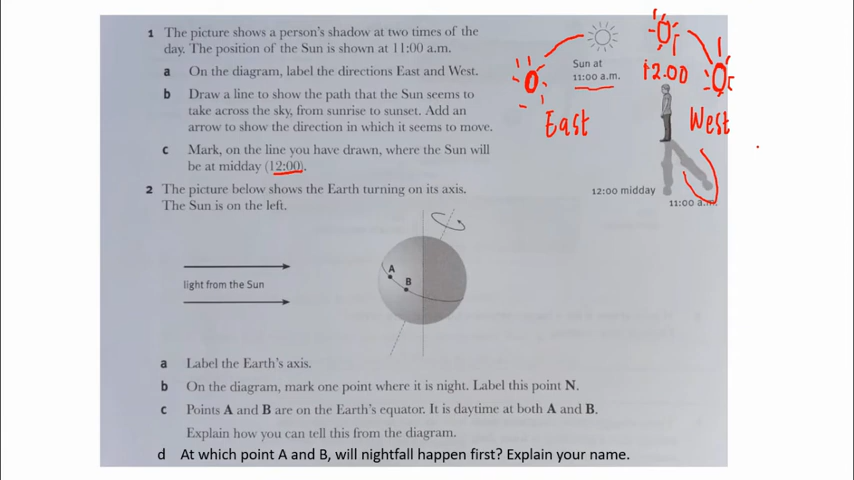 1 The picture shows a person's shadow at two times of the
day. The position of the Sun is shown at 11:00 a.m.
a On the diagram, label the directions East and West.
b Draw a line to show the path that the Sun seems to
take across the sky, from sunrise to sunset. Add an
arrow to show the direction in which it seems to move.
c Mark, on the line you have drawn, where the Sun will
be at midday (12:00).
Sun at
11:00 a.m.
12.00
East
West
12:00 midday
11:00 a.m.
2 The picture below shows the Earth turning on its axis.
The Sun is on the left.
light from the Sun
A
B
a Label the Earth's axis.
b On the diagram, mark one point where it is night. Label this point N.
c Points A and B are on the Earth's equator. It is daytime at both A and B.
Explain how you can tell this from the diagram.
d At which point A and B, will nightfall happen first? Explain your name.